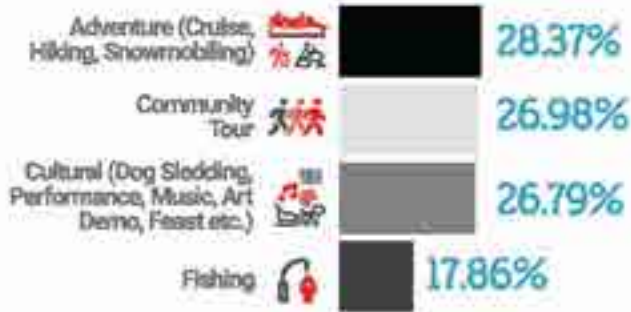 Adventure (Cruise,
Hiking, Snowmobiling)
28.37%
Community
Tour
26.98%
Cultural (Dog Sledding,
Performance, Music, Art
Demo, Feast etc.)
26.79%
Fishing
17.86%